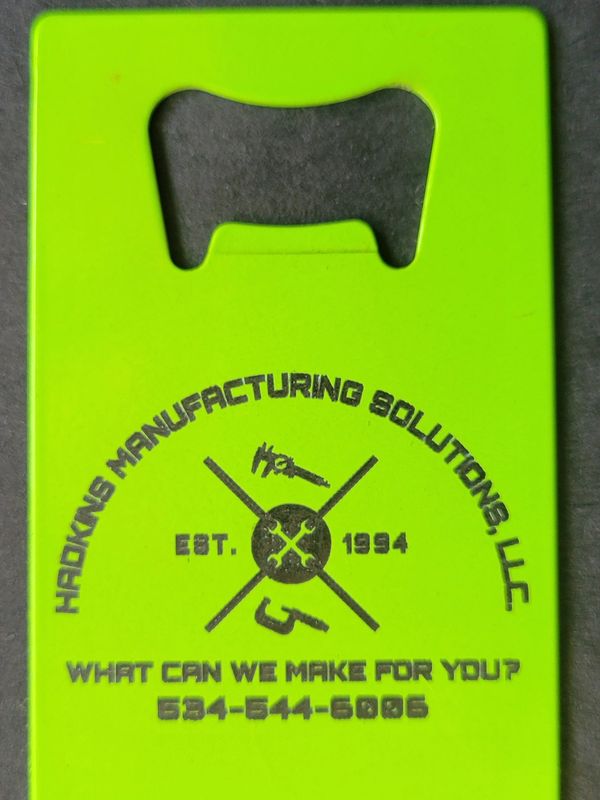 HADKINS MANUFACTURING SOLUTIONS, LLC.
EST. 1994
WHAT CAN WE MAKE FOR YOU?
534-544-6006